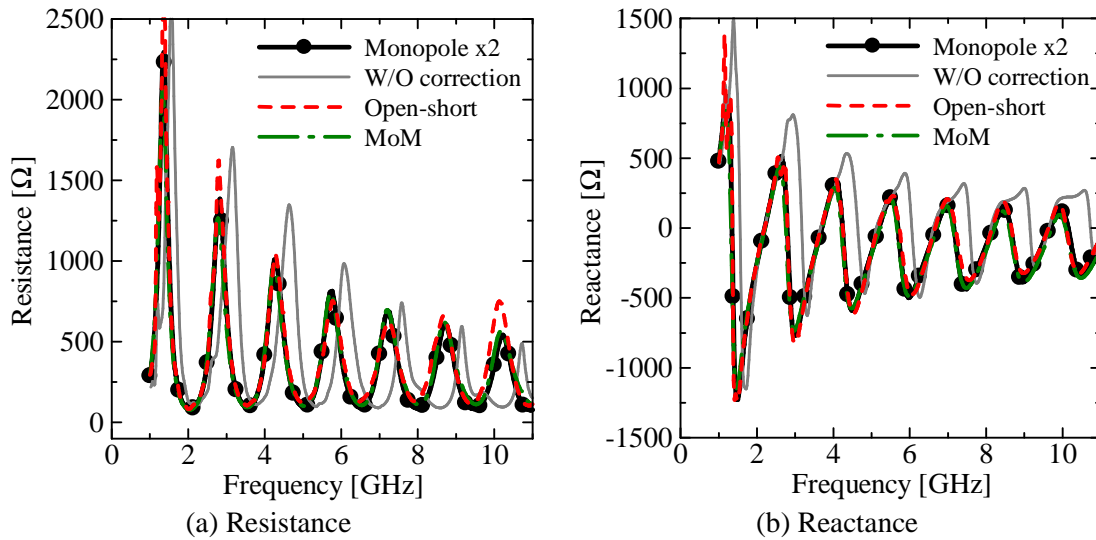 2500
2000
1500
1000
500
0
Resistance [Ω]
Monopole x2
W/O correction
Open-short
MoM
0 2 4 6 8 10
Frequency [GHz]
(a) Resistance
1500
1000
500
0
-500
-1000
-1500
Reactance [Ω]
Monopole x2
W/O correction
Open-short
MoM
0 2 4 6 8 10
Frequency [GHz]
(b) Reactance